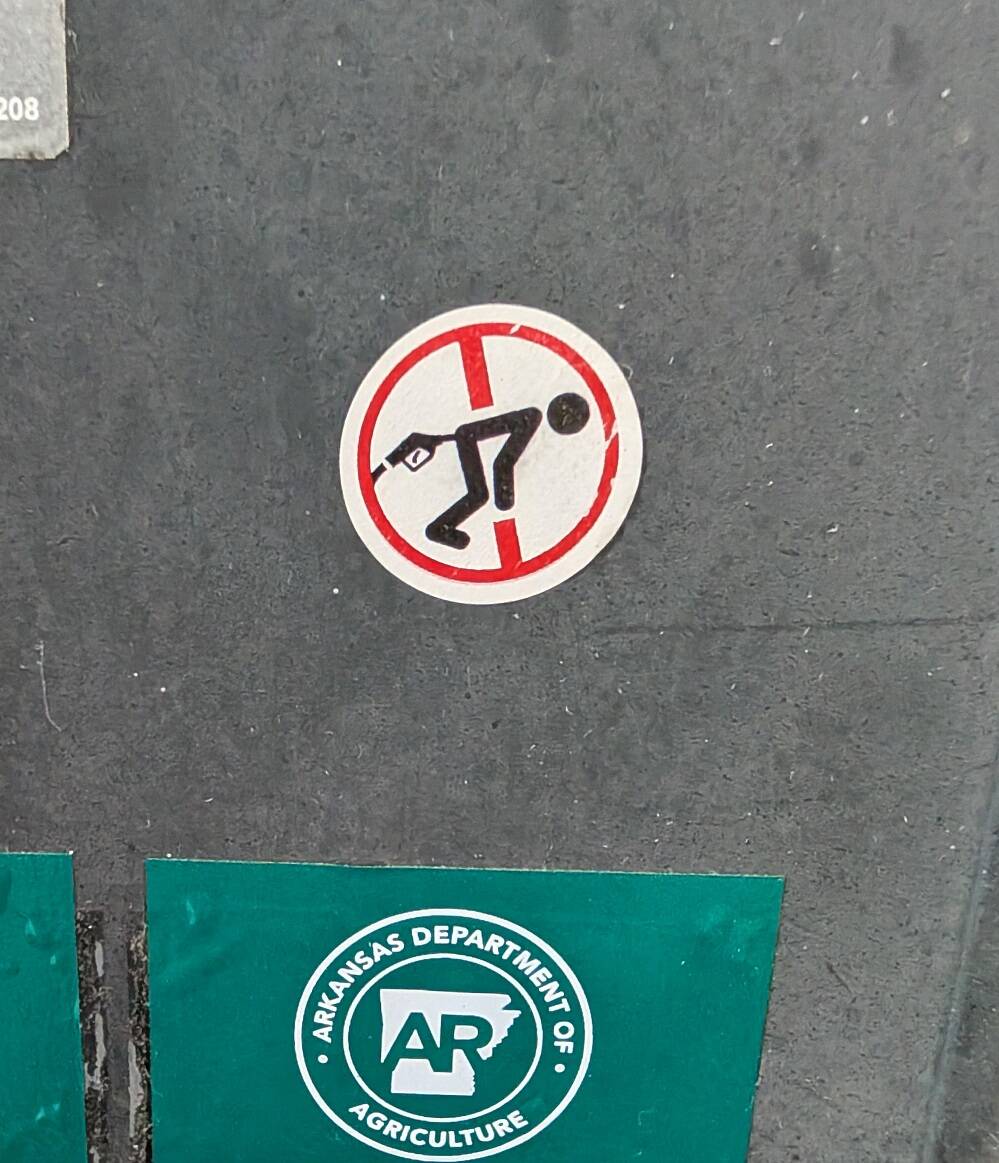 208
ARKANSAS DEPARTMENT OF
AR
AGRICULTURE